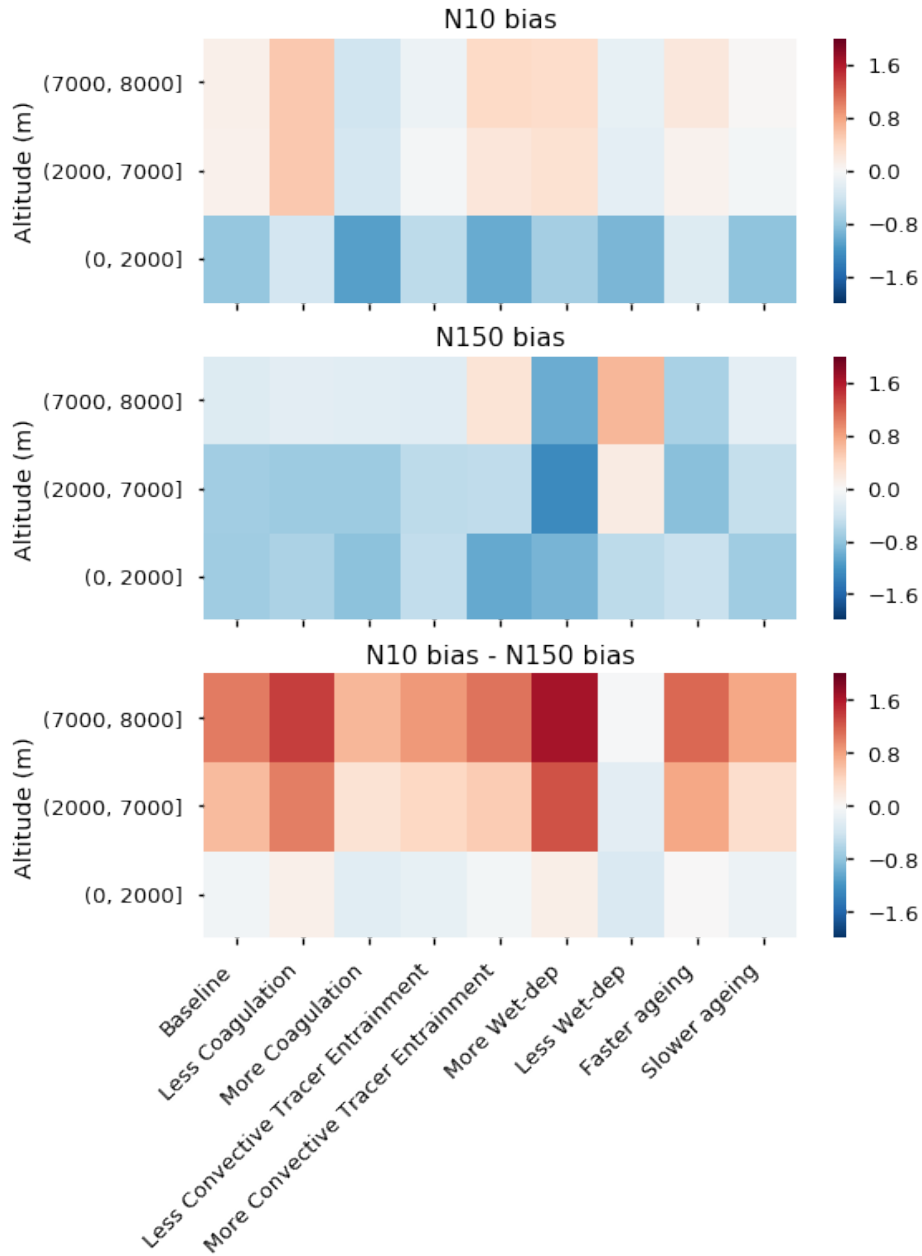 N10 bias
Altitude (m)
(7000, 8000]
(2000, 7000]
(0, 2000]
1.6
0.8
0.0
−0.8
−1.6
N150 bias
Altitude (m)
(7000, 8000]
(2000, 7000]
(0, 2000]
1.6
0.8
0.0
−0.8
−1.6
N10 bias - N150 bias
Altitude (m)
(7000, 8000]
(2000, 7000]
(0, 2000]
1.6
0.8
0.0
−0.8
−1.6
Baseline
Less Coagulation
More Coagulation
Less Convective Tracer Entrainment
More Convective Tracer Entrainment
More Wet-dep
Less Wet-dep
Faster ageing
Slower ageing